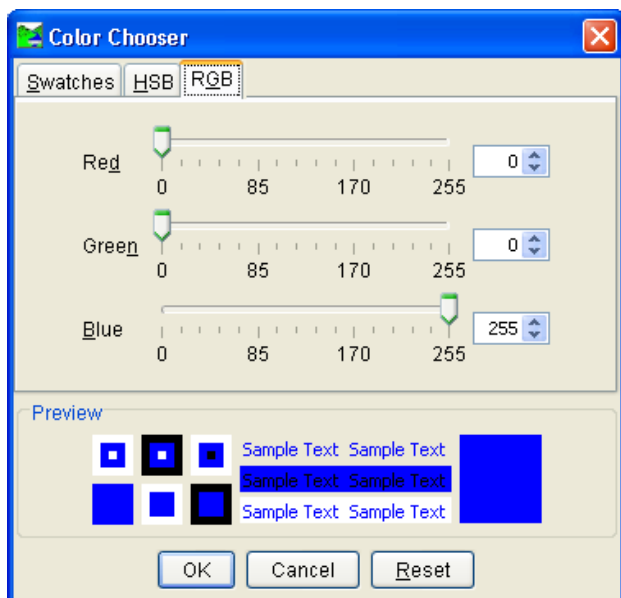 Color Chooser
Swatches HSB RGB
Red 0
0 85 170 255
Green 0
0 85 170 255
Blue 255
0 85 170 255
Preview
Sample Text Sample Text
Sample Text Sample Text
Sample Text Sample Text
OK Cancel Reset